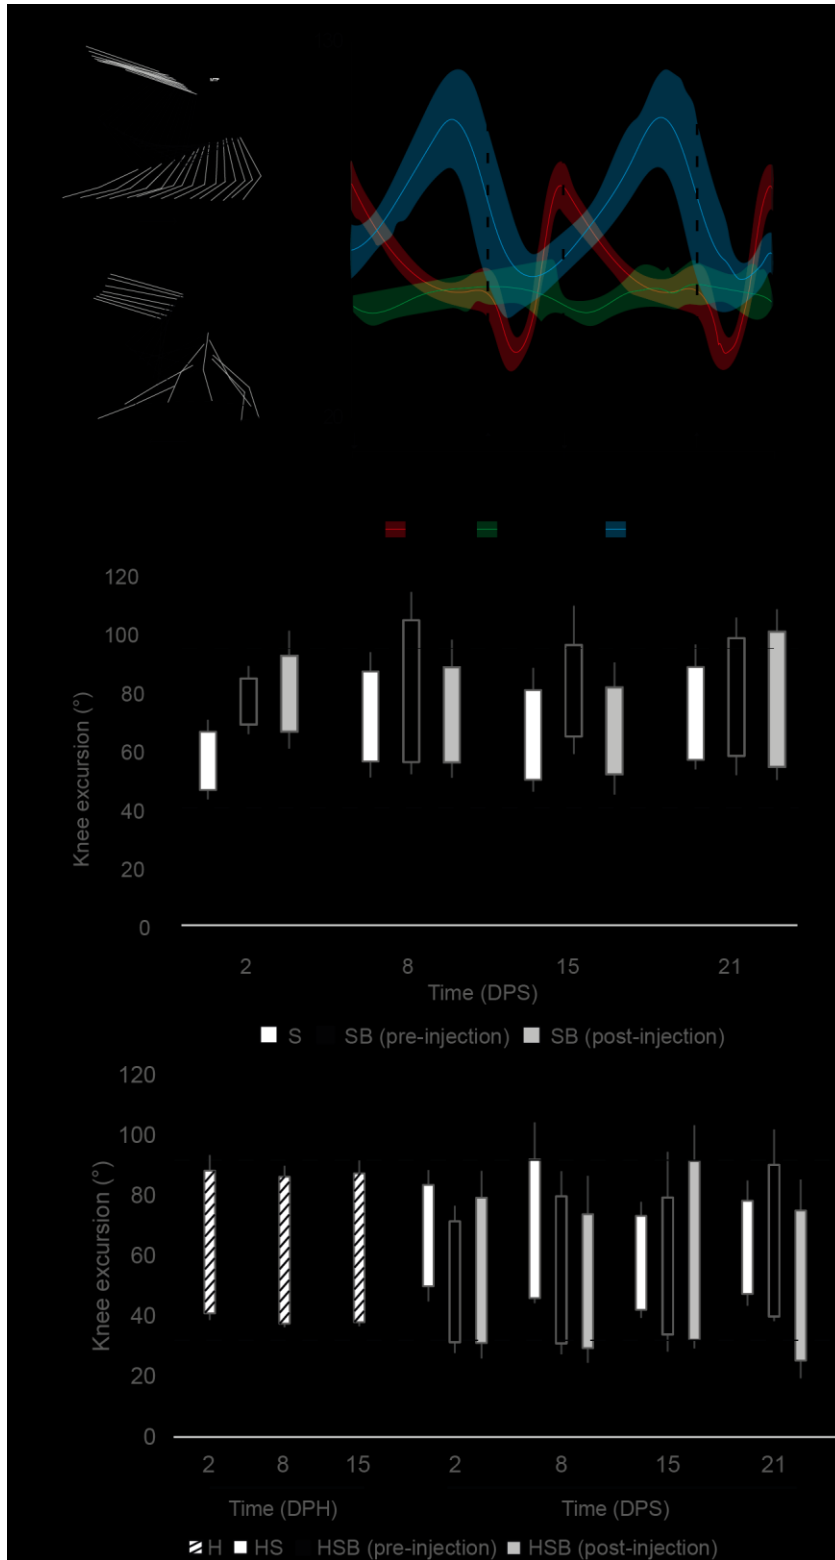 120
100
80
60
40
20
0
Knee excursion (°)
2 8 15 21
Time (DPS)
S SB (pre-injection) SB (post-injection)
120
100
80
60
40
20
0
Knee excursion (°)
2 8 15 2 8 15 21
Time (DPH) Time (DPS)
H HS HSB (pre-injection) HSB (post-injection)